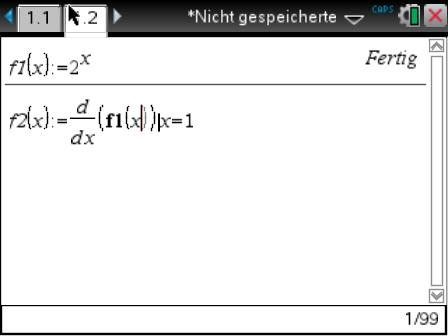 1.1 1.2 *Nicht gespeicherte CAPS
f1(x):=2^x Fertig
f2(x):=d/dx(f1(x))|x=1
1/99